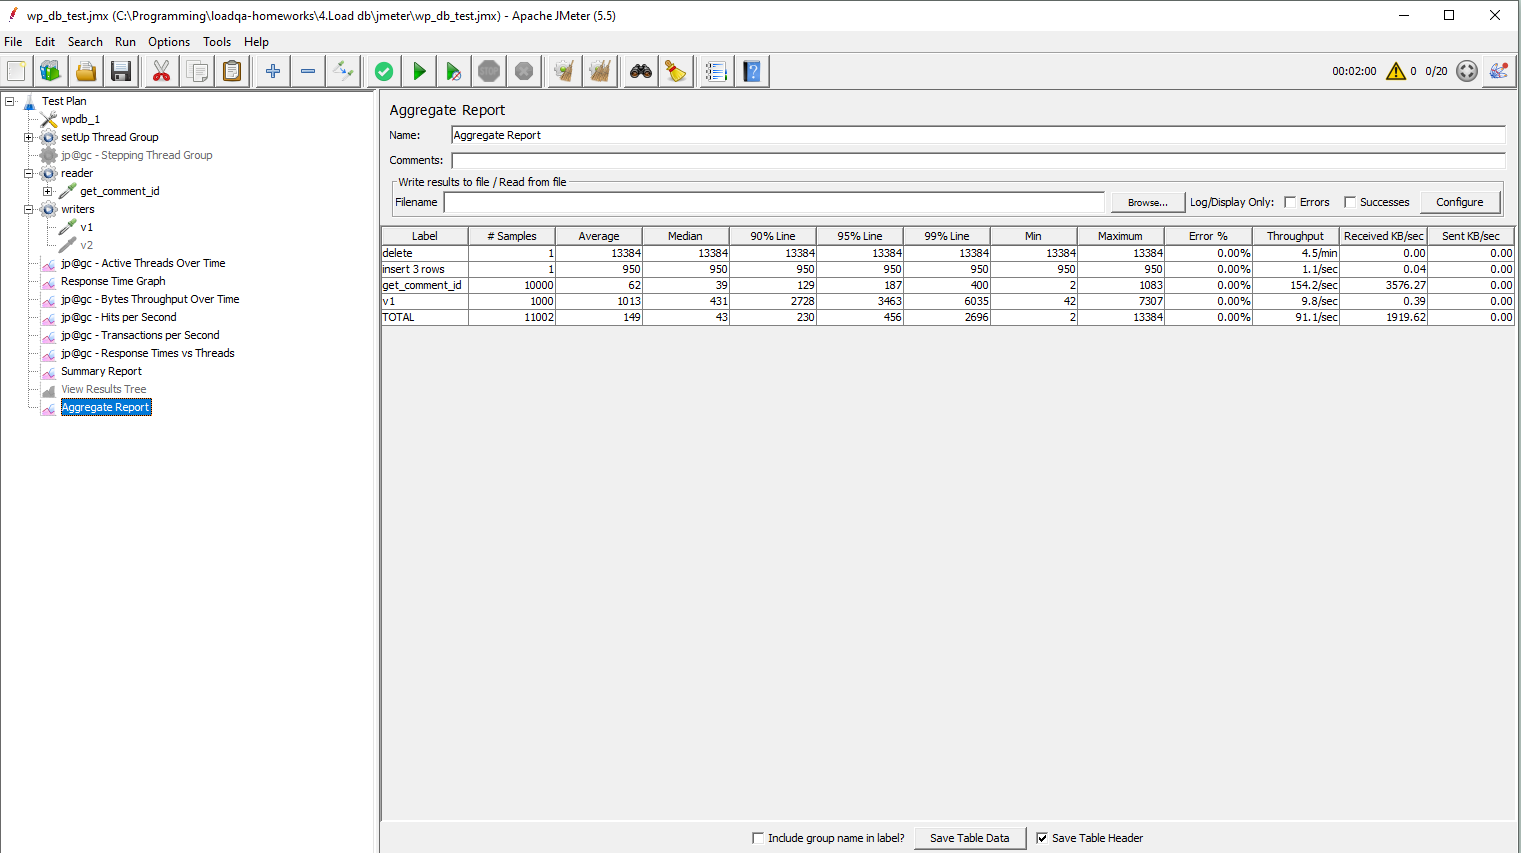 wp_db_test.jmx (C:\Programming\loadqa-homeworks\4.Load db\jmeter\wp_db_test.jmx) - Apache JMeter (5.5)
File Edit Search Run Options Tools Help
STOP 00:02:00 0 0/20
Test Plan
wpdb_1
setUp Thread Group
jp@gc - Stepping Thread Group
reader
get_comment_id
writers
v1
v2
jp@gc - Active Threads Over Time
Response Time Graph
jp@gc - Bytes Throughput Over Time
jp@gc - Hits per Second
jp@gc - Transactions per Second
jp@gc - Response Times vs Threads
Summary Report
View Results Tree
Aggregate Report
Aggregate Report
Name: Aggregate Report
Comments:
Write results to file / Read from file
Filename Browse... Log/Display Only: Errors Successes Configure
Label # Samples Average Median 90% Line 95% Line 99% Line Min Maximum Error % Throughput Received KB/sec Sent KB/sec
delete 1 13384 13384 13384 13384 13384 13384 13384 0.00% 4.5/min 0.00 0.00
insert 3 rows 1 950 950 950 950 950 950 950 0.00% 1.1/sec 0.04 0.00
get_comment_id 10000 62 39 129 187 400 2 1083 0.00% 154.2/sec 3576.27 0.00
v1 1000 1013 431 2728 3463 6035 42 7307 0.00% 9.8/sec 0.39 0.00
TOTAL 11002 149 43 230 456 2696 2 13384 0.00% 91.1/sec 1919.62 0.00
Include group name in label? Save Table Data Save Table Header